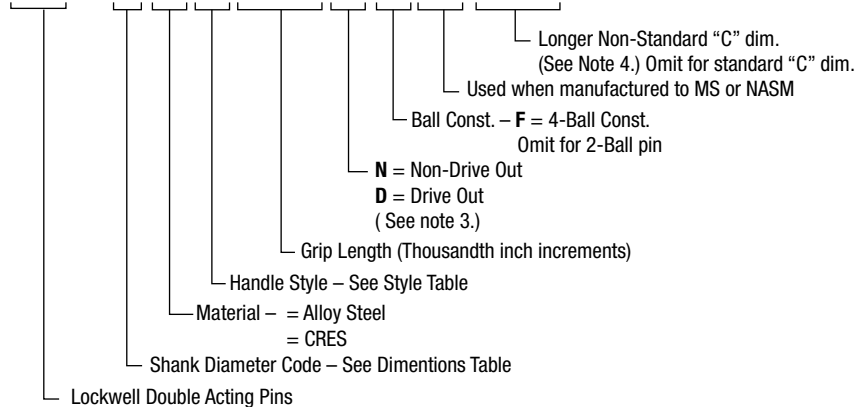 Longer Non-Standard “C” dim.
(See Note 4.) Omit for standard “C” dim.
Used when manufactured to MS or NASM
Ball Const. – F = 4-Ball Const.
Omit for 2-Ball pin
N = Non-Drive Out
D = Drive Out
( See note 3.)
Grip Length (Thousandth inch increments)
Handle Style – See Style Table
Material – = Alloy Steel
= CRES
Shank Diameter Code – See Dimentions Table
Lockwell Double Acting Pins